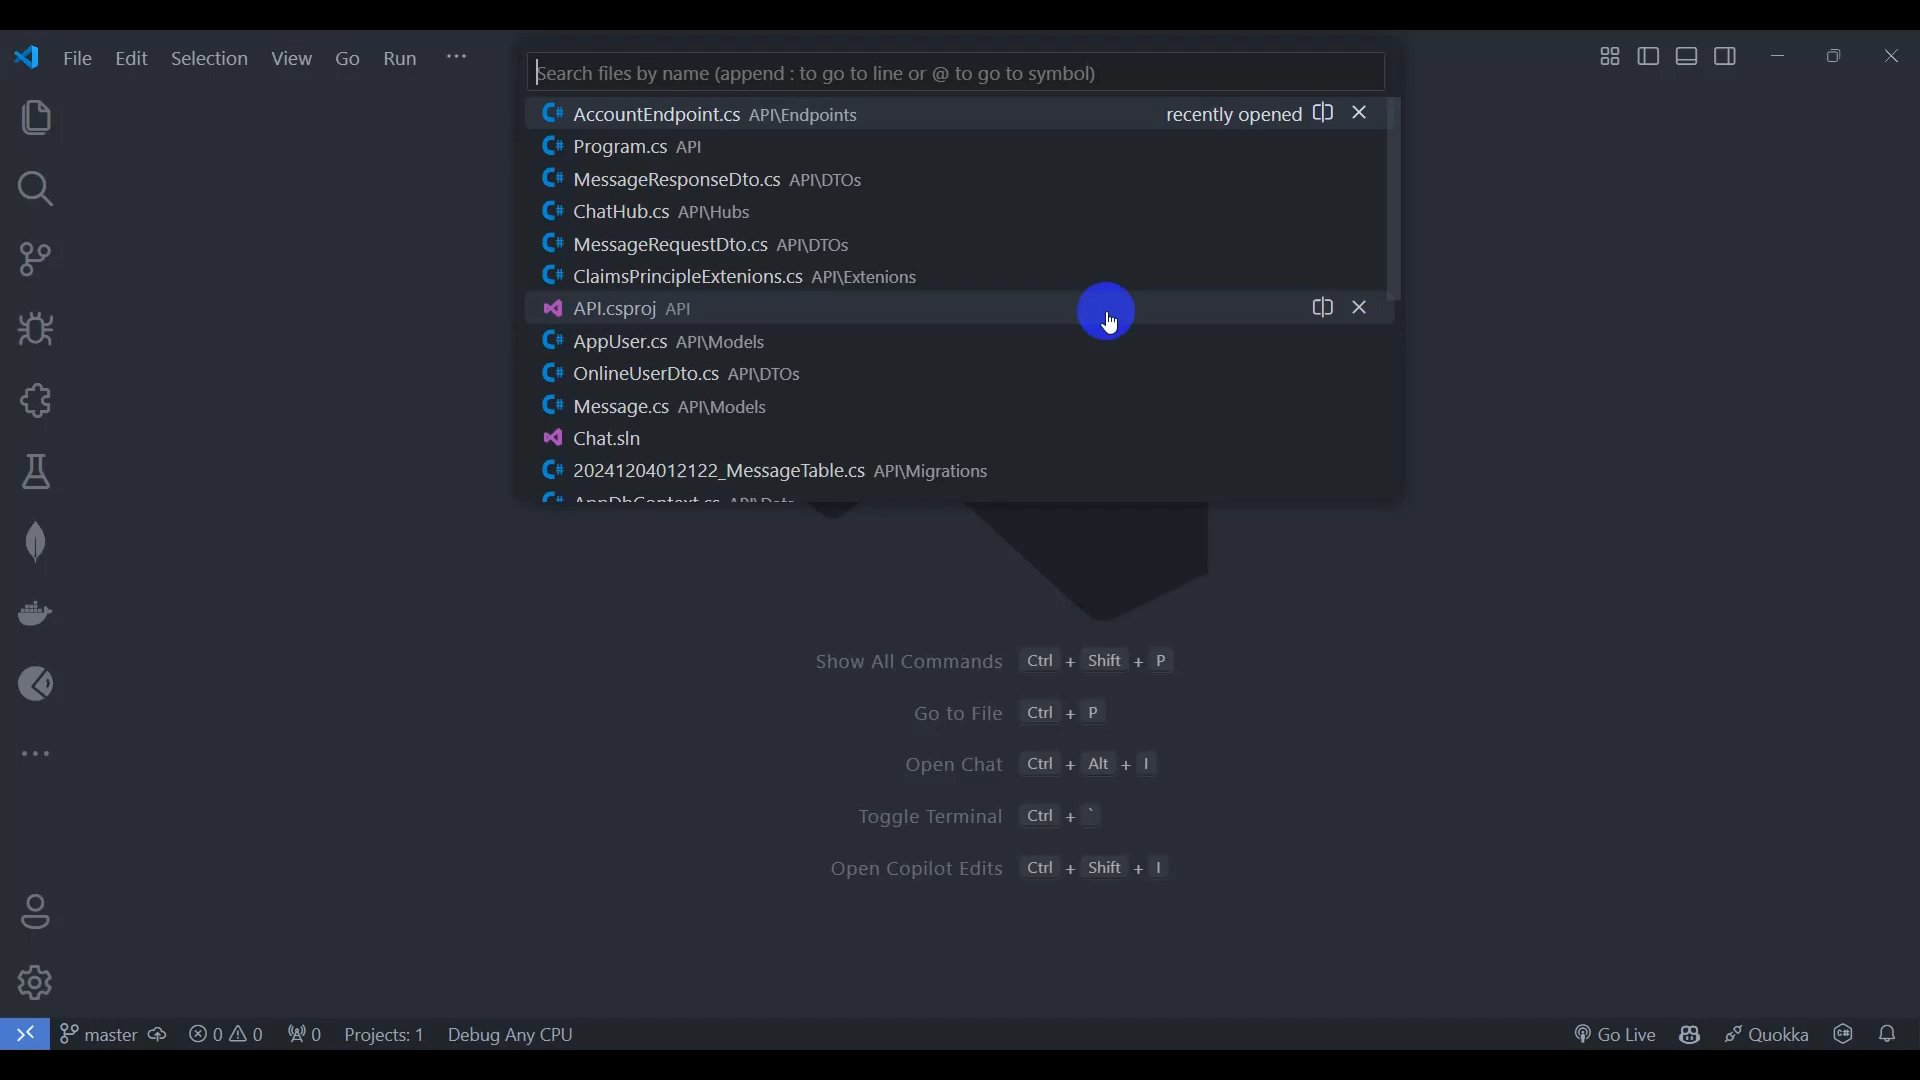 File Edit Selection View Go Run ···
Search files by name (append : to go to line or @ to go to symbol)
AccountEndpoint.cs API\Endpoints recently opened
Program.cs API
MessageResponseDto.cs API\DTOs
ChatHub.cs API\Hubs
MessageRequestDto.cs API\DTOs
ClaimsPrincipleExtenions.cs API\Extenions
API.csproj API
AppUser.cs API\Models
OnlineUserDto.cs API\DTOs
Message.cs API\Models
Chat.sln
20241204012122_MessageTable.cs API\Migrations
AppDbContext.cs API\Data
Show All Commands Ctrl + Shift + P
Go to File Ctrl + P
Open Chat Ctrl + Alt + I
Toggle Terminal Ctrl + `
Open Copilot Edits Ctrl + Shift + I
master 0 0 0 Projects: 1 Debug Any CPU Go Live Quokka